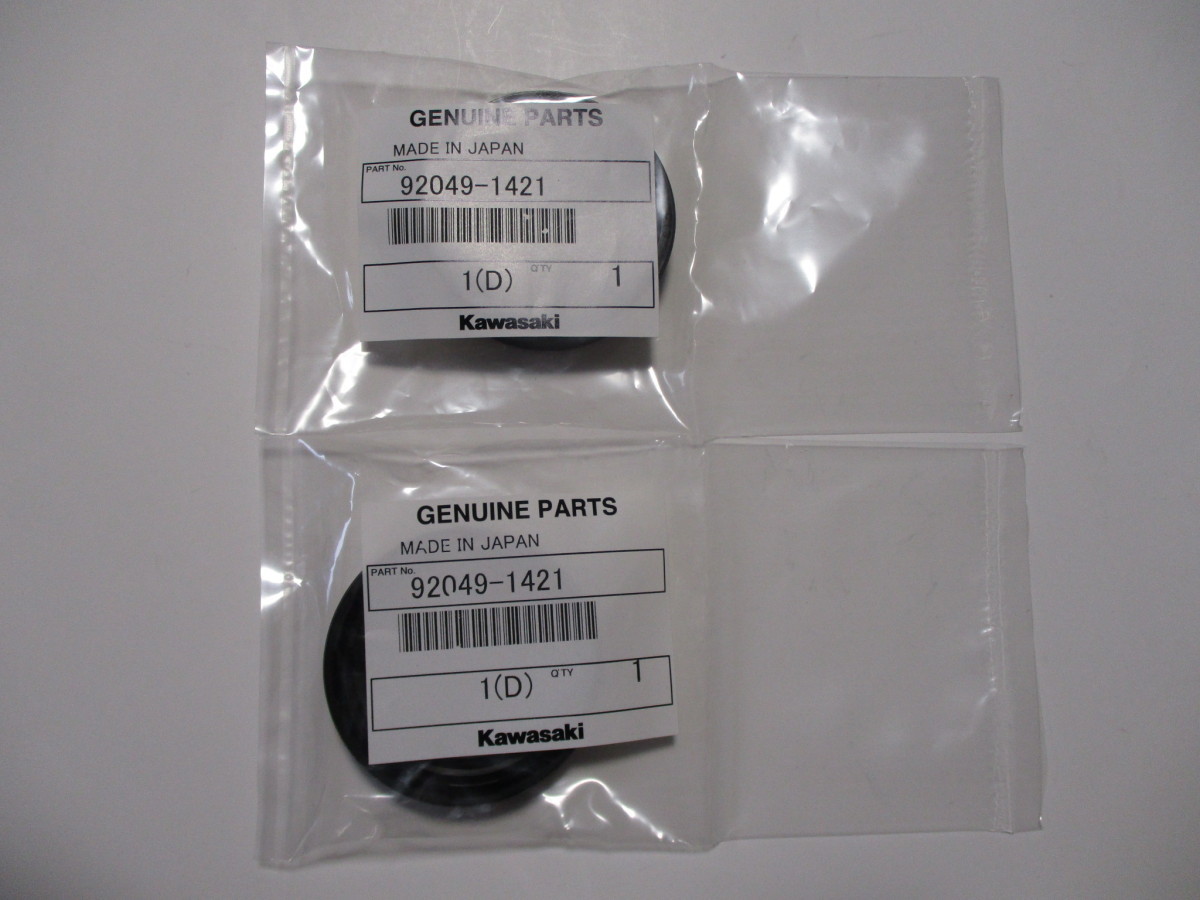 GENUINE PARTS
MADE IN JAPAN
PART No.
92049-1421
1(D) QTY 1
Kawasaki
GENUINE PARTS
MADE IN JAPAN
PART No.
92049-1421
1(D) QTY 1
Kawasaki